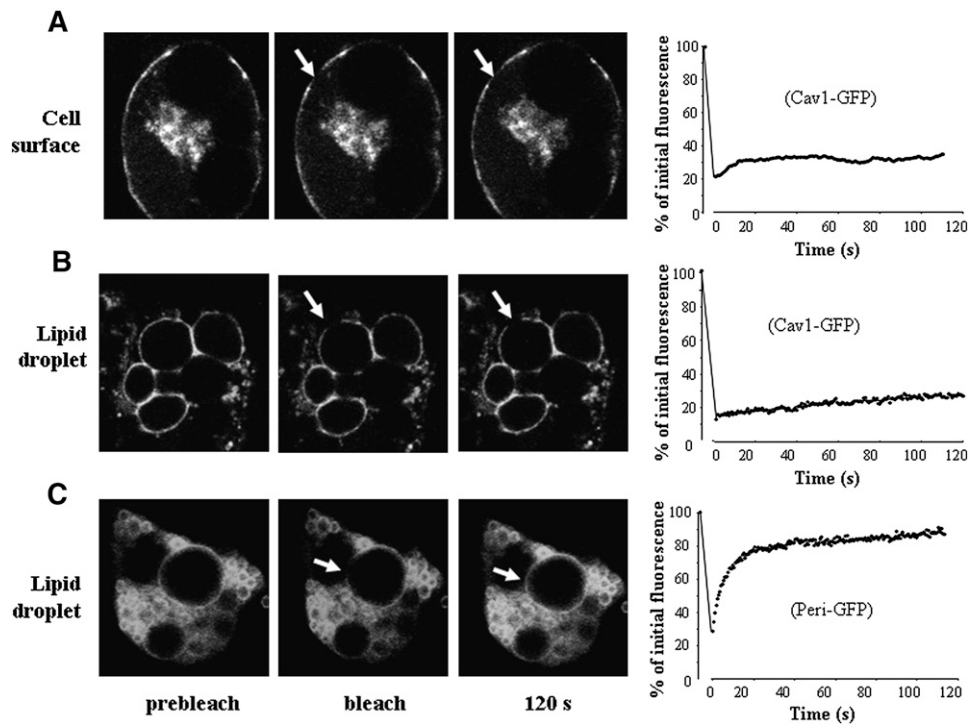 A
Cell
surface
% of initial fluorescence
100
80
60
40
20
0
(Cav1-GFP)
0 20 40 60 80 100 120
Time (s)
B
Lipid
droplet
% of initial fluorescence
100
80
60
40
20
0
(Cav1-GFP)
0 20 40 60 80 100 120
Time (s)
C
Lipid
droplet
% of initial fluorescence
100
80
60
40
20
0
(Peri-GFP)
0 20 40 60 80 100 120
Time (s)
prebleach
bleach
120 s